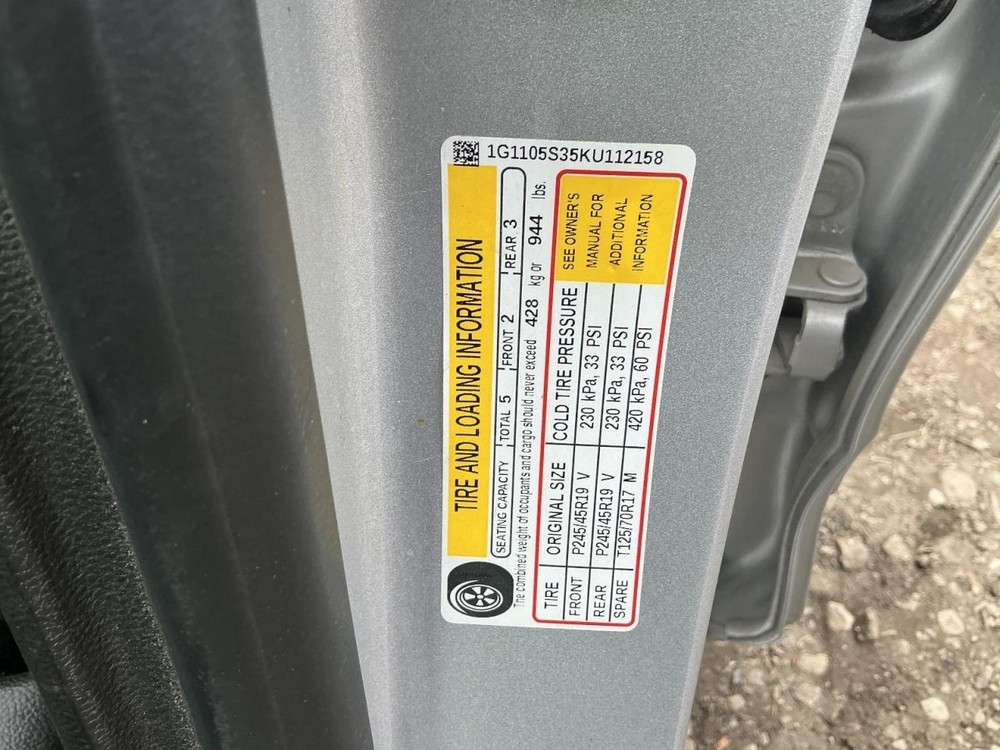 1G1105S35KU112158
TIRE AND LOADING INFORMATION
SEATING CAPACITY TOTAL 5 FRONT 2 REAR 3
The combined weight of occupants and cargo should never exceed 428 kg or 944 lbs.
TIRE ORIGINAL SIZE COLD TIRE PRESSURE
FRONT P245/45R19 V 230 kPa, 33 PSI
REAR P245/45R19 V 230 kPa, 33 PSI
SPARE T125/70R17 M 420 kPa, 60 PSI
SEE OWNER'S
MANUAL FOR
ADDITIONAL
INFORMATION